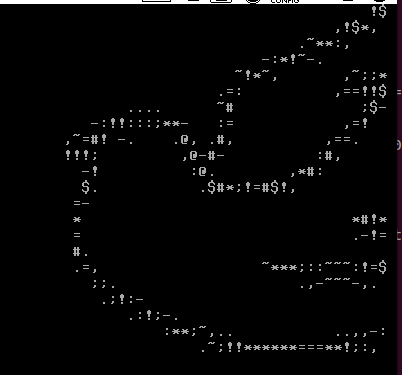 CONFIG
!$
,!$*,
.~**:,
-:*!~-.
~!*~, ,~;;*
.=: ,==!!$
.... ~# ;$-
-:!!:::;**- := ,=!
,~=#! -. .@, .#, ,==.
!!!; ,@-#- :#,
-! :@. ,*#:
$. .$#*;!=#$!,
=-
* *#!*
= .-!=
#.
.=, ~***;::~~~:!=$
;;. .,-~~~-,.
.;!:-
.:!;-.
:**;~,.. ..,,-:
.~;!!******===**!;:,